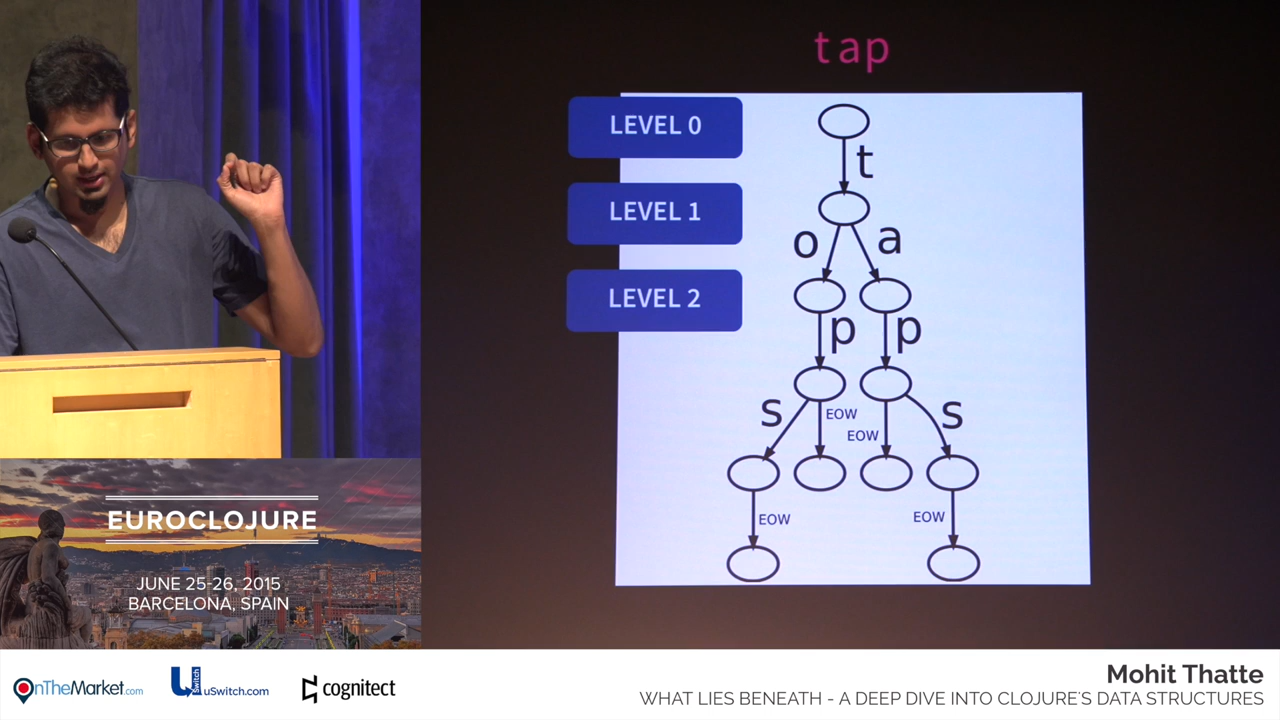 tap
LEVEL 0
t
LEVEL 1
o a
LEVEL 2
p p
s EOW EOW s
EOW EOW
EUROCLOJURE
JUNE 25-26, 2015
BARCELONA, SPAIN
OnTheMarket.com
U Switch uSwitch.com
cognitect
Mohit Thatte
WHAT LIES BENEATH - A DEEP DIVE INTO CLOJURE'S DATA STRUCTURES